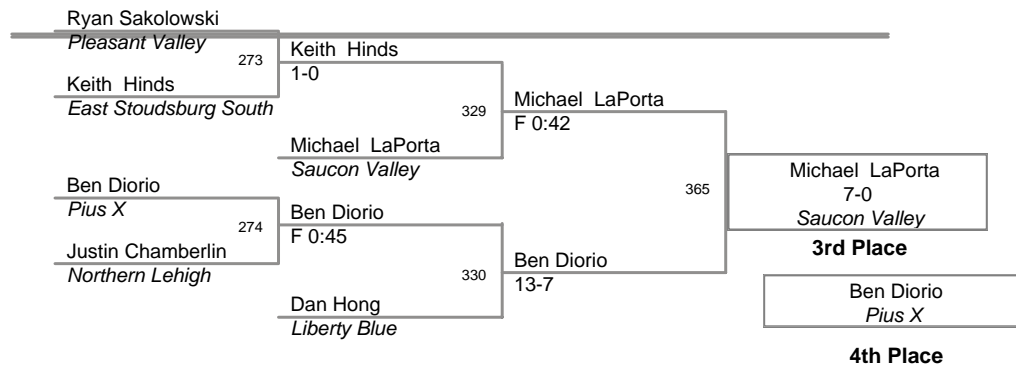 Ryan Sakolowski
Pleasant Valley
273
Keith Hinds
1-0
Keith Hinds
East Stoudsburg South
329
Michael LaPorta
F 0:42
Michael LaPorta
Saucon Valley
365
Michael LaPorta
7-0
Saucon Valley
3rd Place
Ben Diorio
Pius X
274
Ben Diorio
F 0:45
Justin Chamberlin
Northern Lehigh
330
Ben Diorio
13-7
Dan Hong
Liberty Blue
Ben Diorio
Pius X
4th Place